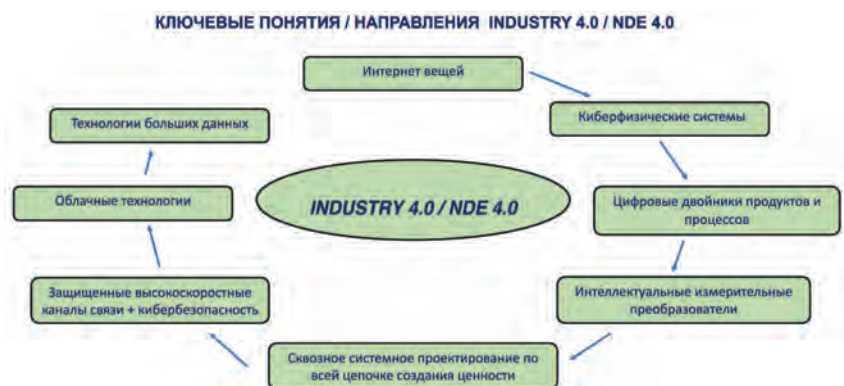 КЛЮЧЕВЫЕ ПОНЯТИЯ / НАПРАВЛЕНИЯ INDUSTRY 4.0 / NDE 4.0
Интернет вещей
Технологии больших данных
Киберфизические системы
Облачные технологии
INDUSTRY 4.0 / NDE 4.0
Цифровые двойники продуктов и
процессов
Защищенные высокоскоростные
каналы связи + кибербезопасность
Интеллектуальные измерительные
преобразователи
Сквозное системное проектирование по
всей цепочке создания ценности